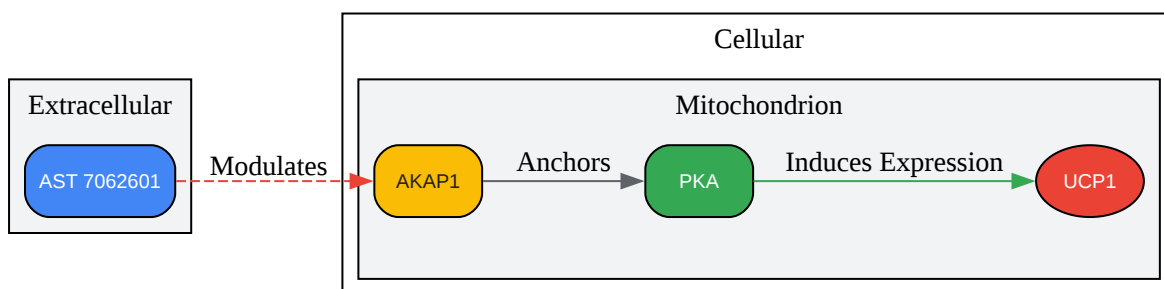 Cellular
Extracellular
Mitochondrion
AST 7062601
Modulates
AKAP1
Anchors
PKA
Induces Expression
UCP1